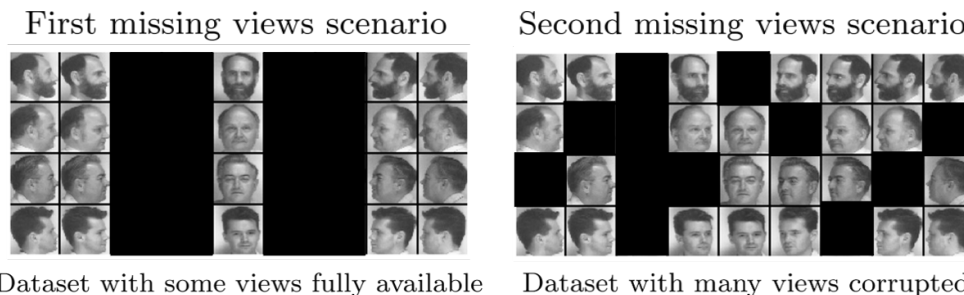 First missing views scenario
Second missing views scenario
Dataset with some views fully available
Dataset with many views corrupted